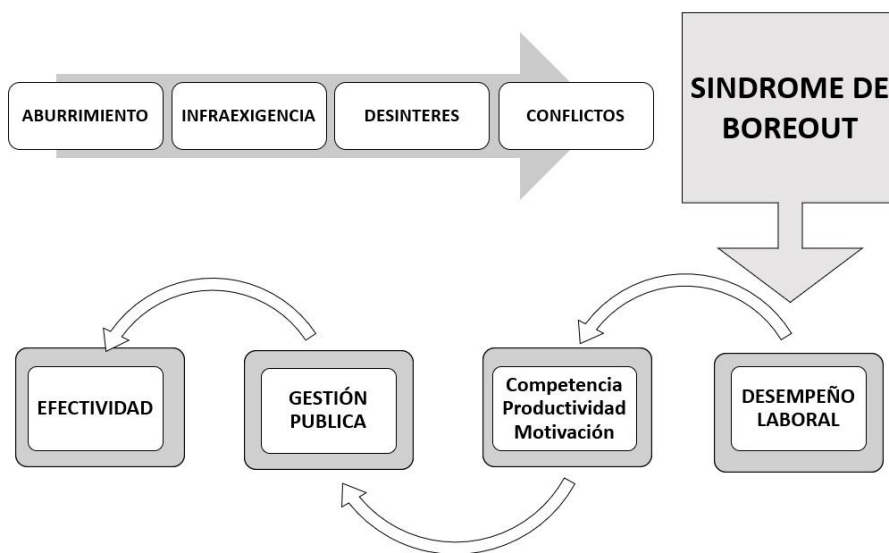 ABURRIMIENTO
INFRAEXIGENCIA
DESINTERES
CONFLICTOS
SINDROME DE
BOREOUT
EFECTIVIDAD
GESTIÓN
PUBLICA
Competencia
Productividad
Motivación
DESEMPEÑO
LABORAL